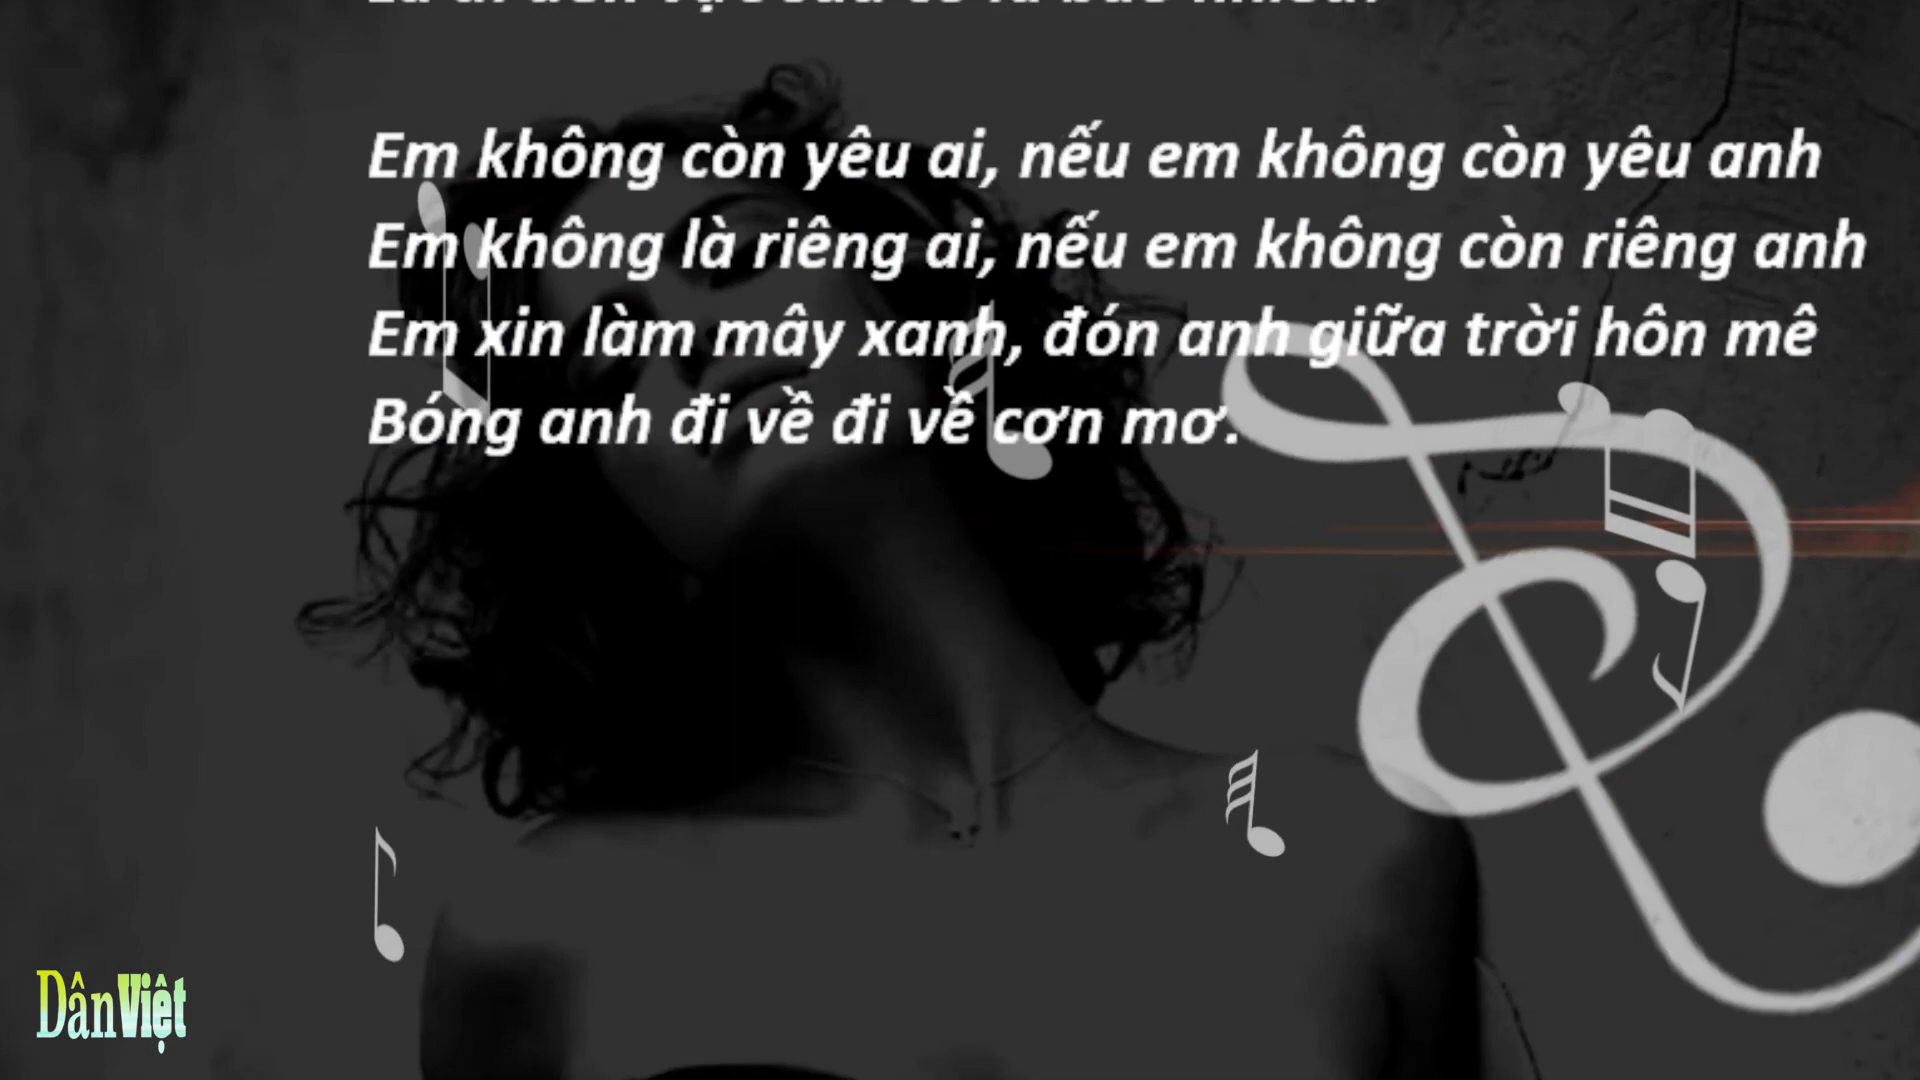 Em không còn yêu ai, nếu em không còn yêu anh
Em không là riêng ai, nếu em không còn riêng anh
Em xin làm mây xanh, đón anh giữa trời hôn mê
Bóng anh đi về đi về cơn mơ.
DânViệt